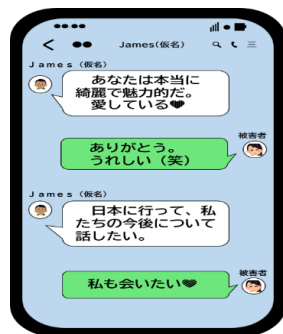 James(仮名)
James(仮名)
あなたは本当に
綺麗で魅力的だ。
愛している🖤
被害者
ありがとう。
うれしい(笑)
James(仮名)
日本に行って、私
たちの今後について
話したい。
被害者
私も会いたい🖤